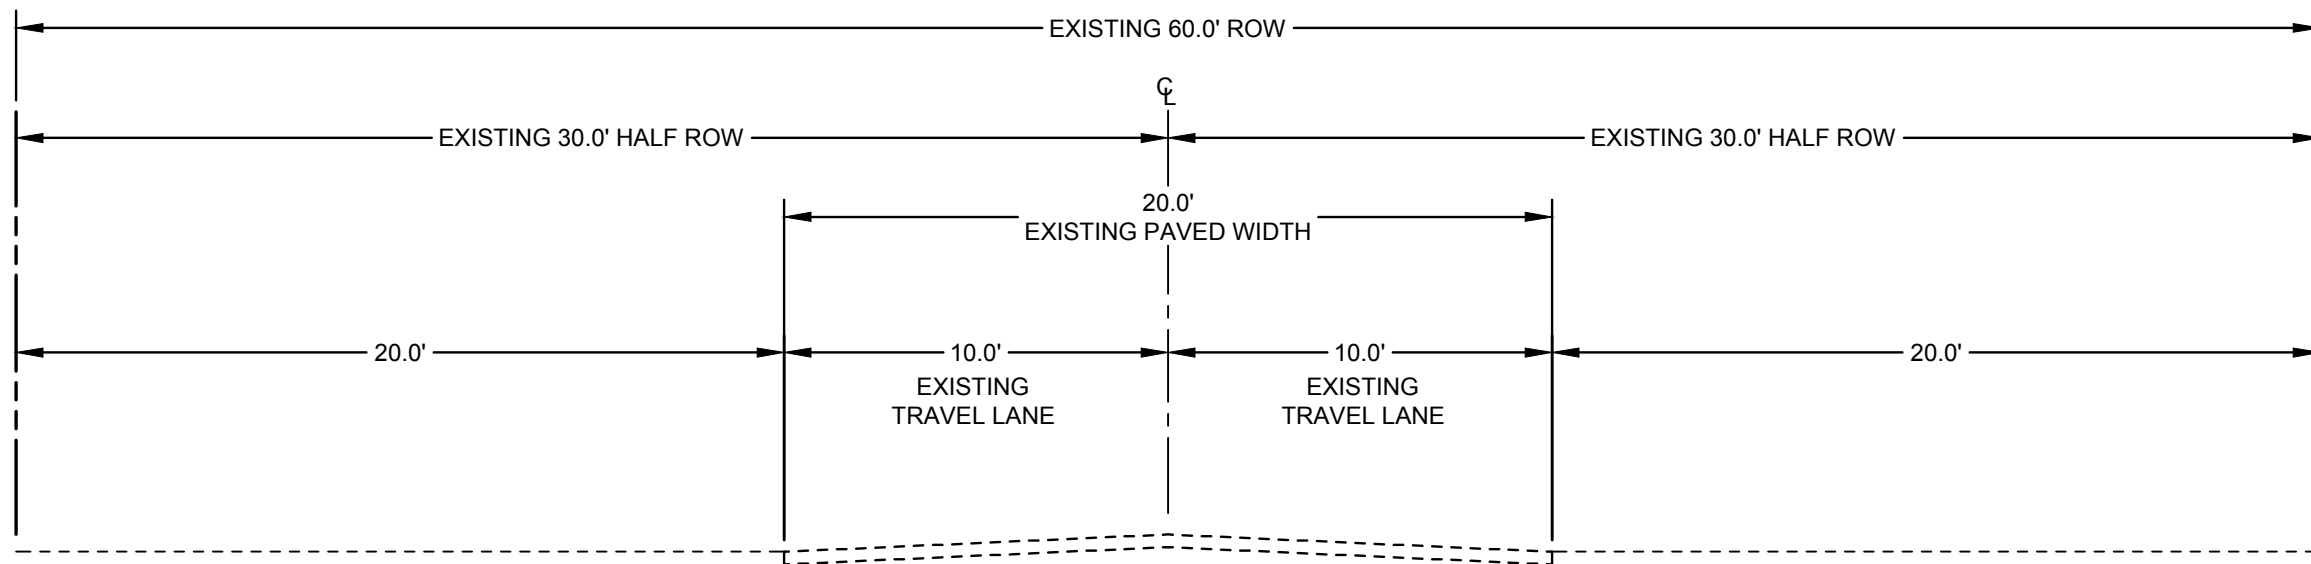 EXISTING 60.0' ROW
℄
EXISTING 30.0' HALF ROW
EXISTING 30.0' HALF ROW
20.0'
EXISTING PAVED WIDTH
20.0'
10.0'
10.0'
20.0'
EXISTING
TRAVEL LANE
EXISTING
TRAVEL LANE